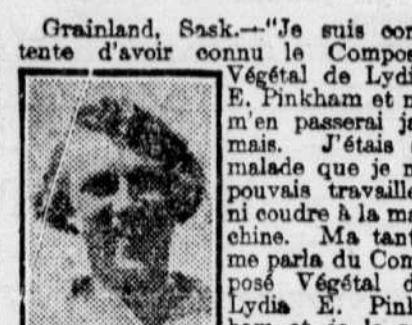 Grainland, Sask.—"Je suis con
tente d'avoir connu le Compos
Végétal de Lydi
E. Pinkham et n
m'en passerai ja
mais. J'étais
malade que je n
pouvais travaille
ni coudre à la ma
chine. Ma tant
me parla du Com
posé Végétal d
Lydia E. Pink